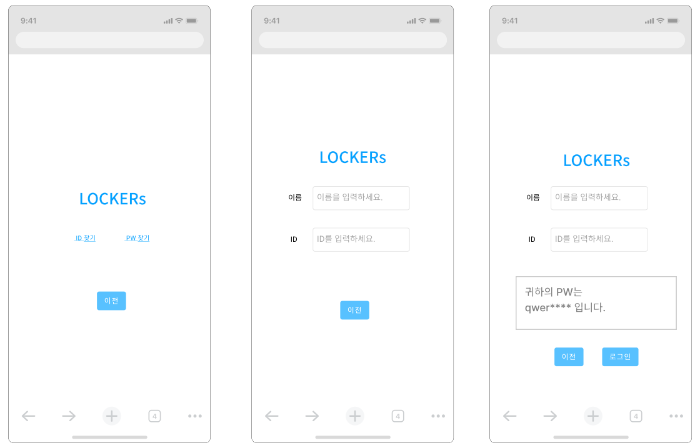 9:41
LOCKERs
ID 찾기
PW 찾기
이전
4
9:41
LOCKERs
이름 이름을 입력하세요.
ID ID를 입력하세요.
이전
4
9:41
LOCKERs
이름 이름을 입력하세요.
ID ID를 입력하세요.
귀하의 PW는
qwer**** 입니다.
이전 로그인
4